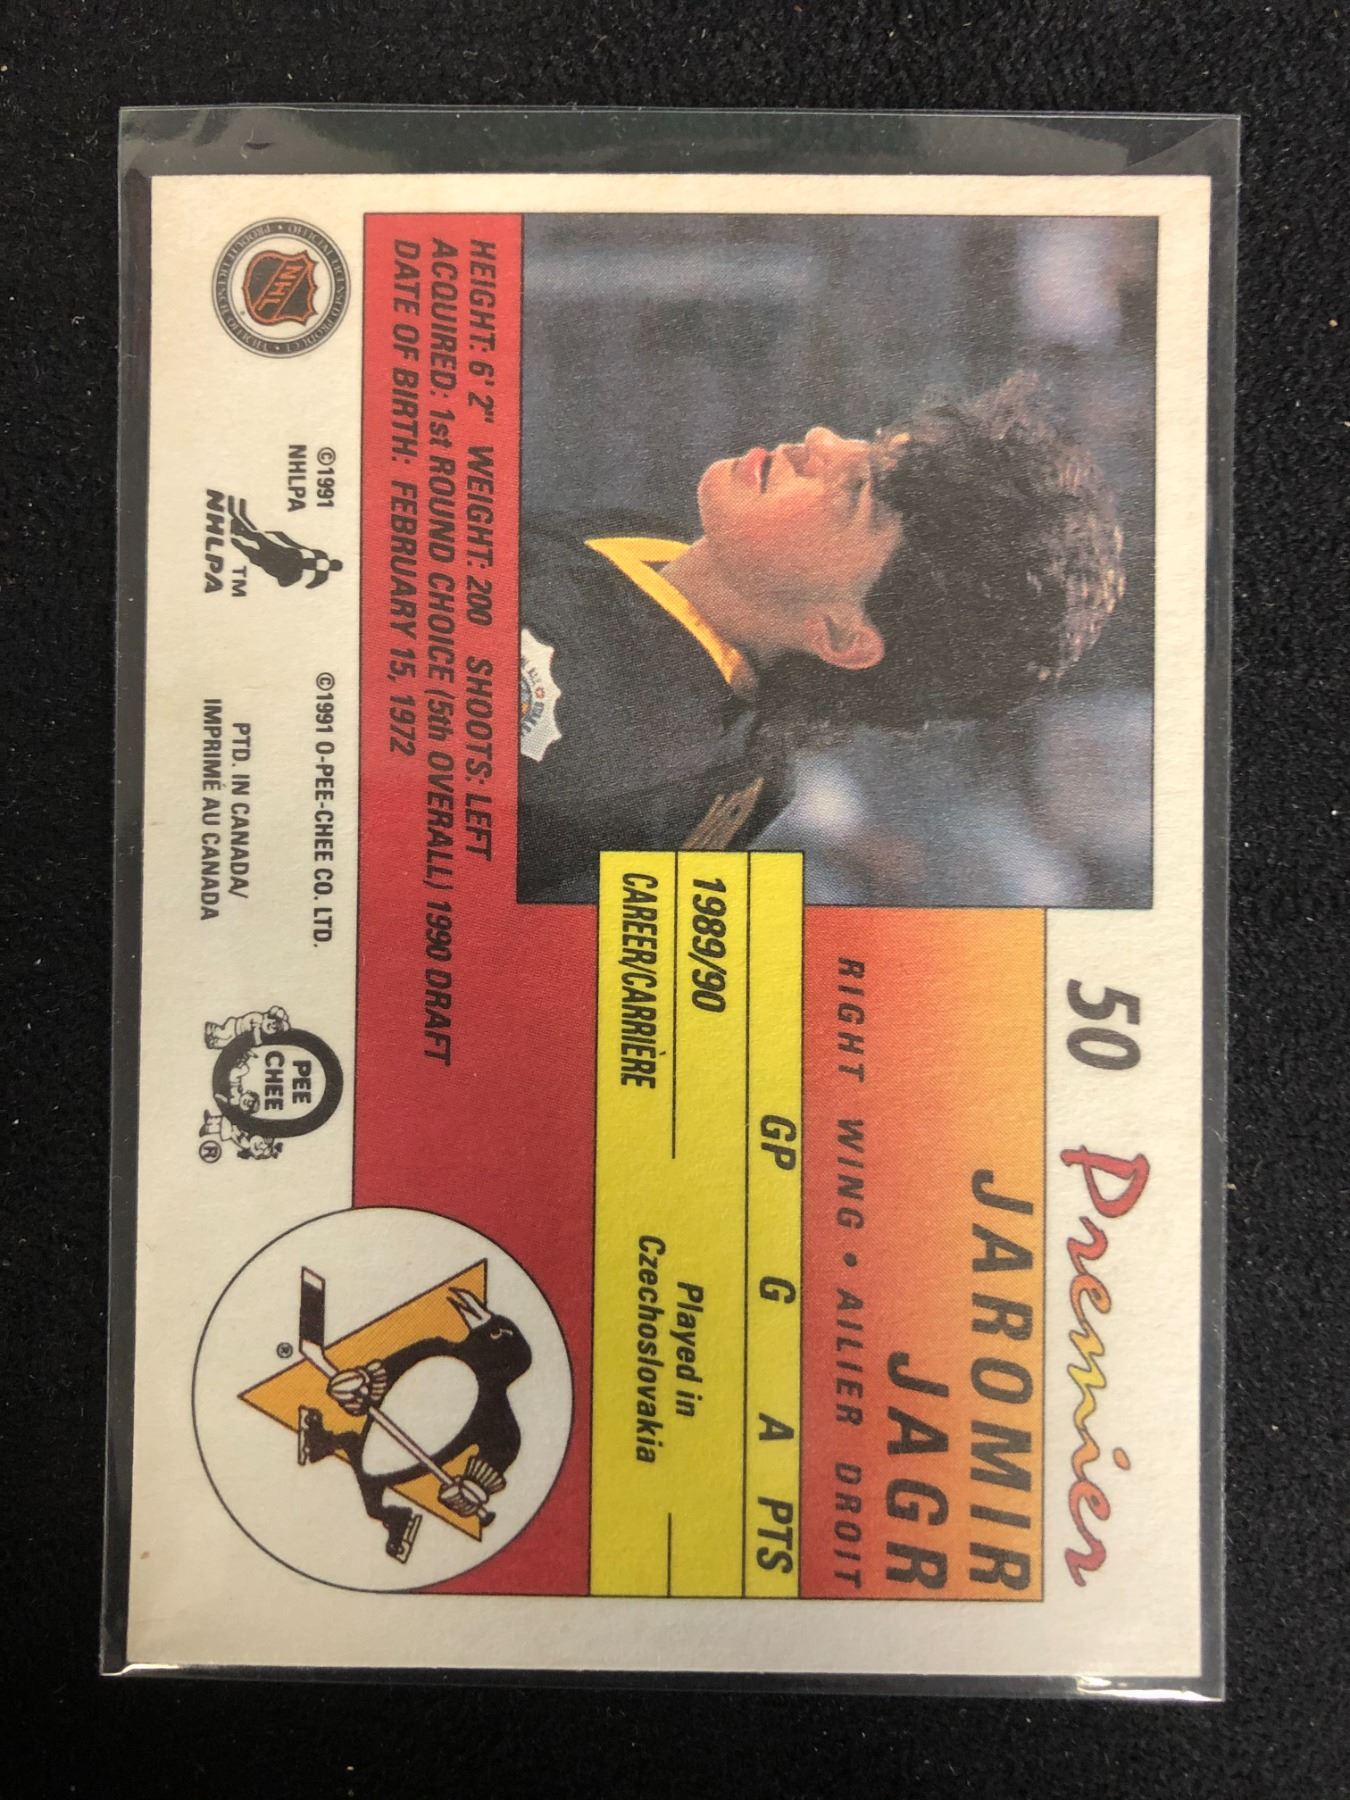 50 Premier
JAROMIR
JAGR
RIGHT WING • AILIER DROIT
GP G A PTS
1989/90 Played in
CAREER/CARRIÈRE Czechoslovakia
HEIGHT: 6' 2" WEIGHT: 200 SHOOTS: LEFT
ACQUIRED: 1st ROUND CHOICE (5th OVERALL) 1990 DRAFT
DATE OF BIRTH: FEBRUARY 15, 1972
NHL
©1991
NHLPA
NHLPA™
©1991 O-PEE-CHEE CO. LTD.
PTD. IN CANADA/
IMPRIMÉ AU CANADA
O
PEE
CHEE
®
®